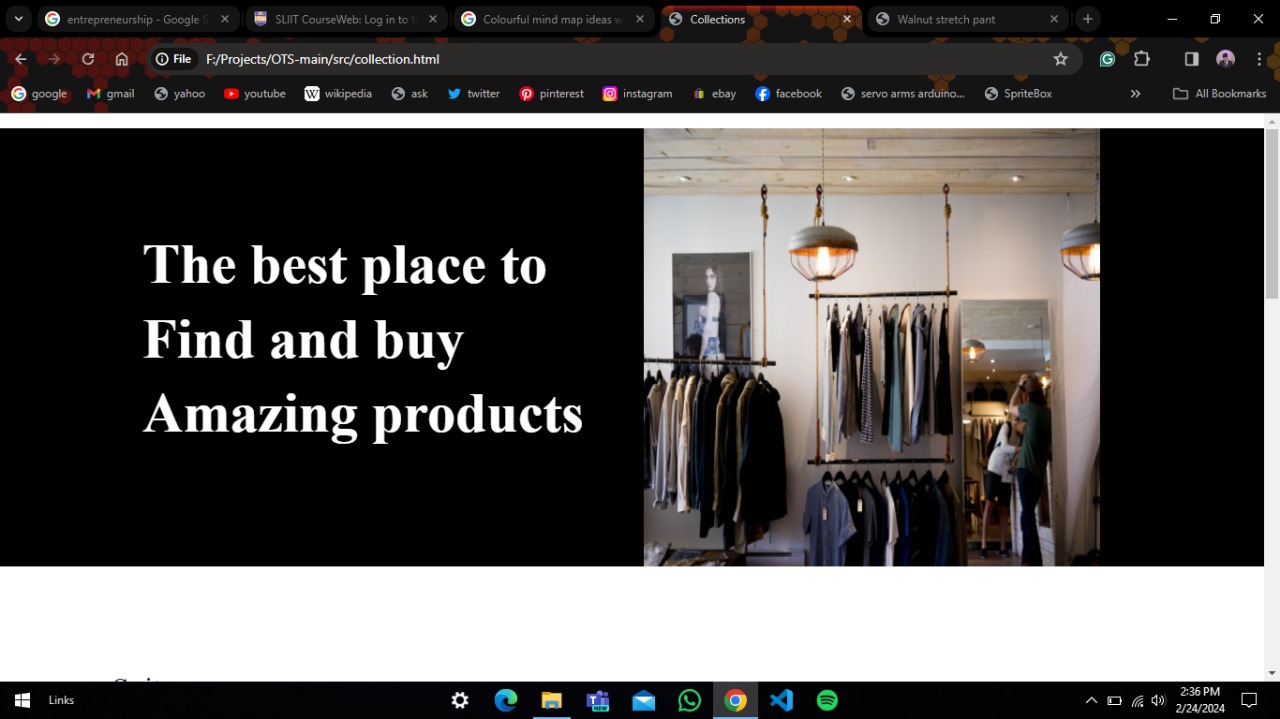 entrepreneurship - Google S
SLIIT CourseWeb: Log in to t
Colourful mind map ideas w
Collections
Walnut stretch pant
File
F:/Projects/OTS-main/src/collection.html
google
gmail
yahoo
youtube
wikipedia
ask
twitter
pinterest
instagram
ebay
facebook
servo arms arduino...
SpriteBox
All Bookmarks
The best place to
Find and buy
Amazing products
Links
NEW
2:36 PM
2/24/2024